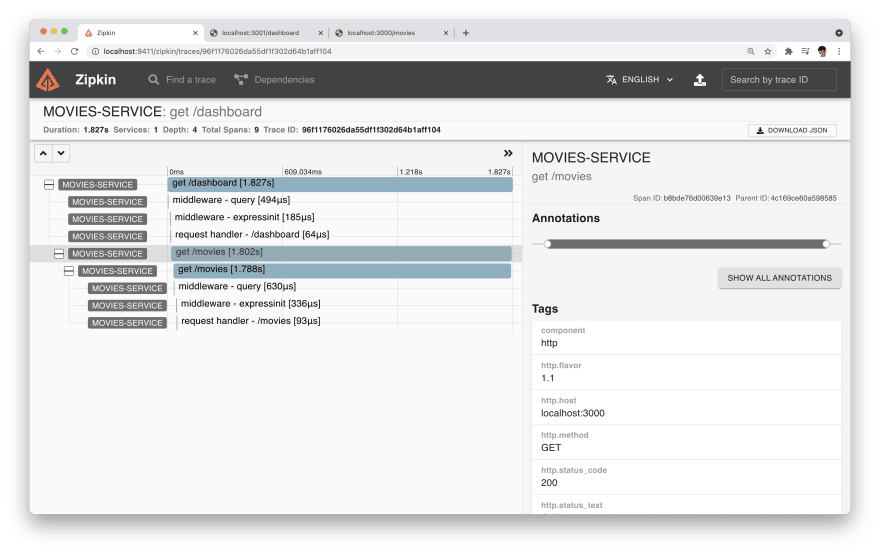 Zipkin
localhost:3001/dashboard
localhost:3000/movies
localhost:9411/zipkin/traces/96f1176026da55df1f302d64b1aff104
Zipkin
Find a trace
Dependencies
ENGLISH
Search by trace ID
MOVIES-SERVICE: get /dashboard
Duration: 1.827s Services: 1 Depth: 4 Total Spans: 9 Trace ID: 96f1176026da55df1f302d64b1aff104
DOWNLOAD JSON
0ms 609.034ms 1.218s 1.827s
MOVIES-SERVICE get /dashboard [1.827s]
MOVIES-SERVICE middleware - query [494μs]
MOVIES-SERVICE middleware - expressinit [185μs]
MOVIES-SERVICE request handler - /dashboard [64μs]
MOVIES-SERVICE get /movies [1.802s]
MOVIES-SERVICE get /movies [1.788s]
MOVIES-SERVICE middleware - query [630μs]
MOVIES-SERVICE middleware - expressinit [336μs]
MOVIES-SERVICE request handler - /movies [93μs]
MOVIES-SERVICE
get /movies
Span ID: b8bde76d00639e13 Parent ID: 4c169ce60a598585
Annotations
SHOW ALL ANNOTATIONS
Tags
component
http
http.flavor
1.1
http.host
localhost:3000
http.method
GET
http.status_code
200
http.status_text